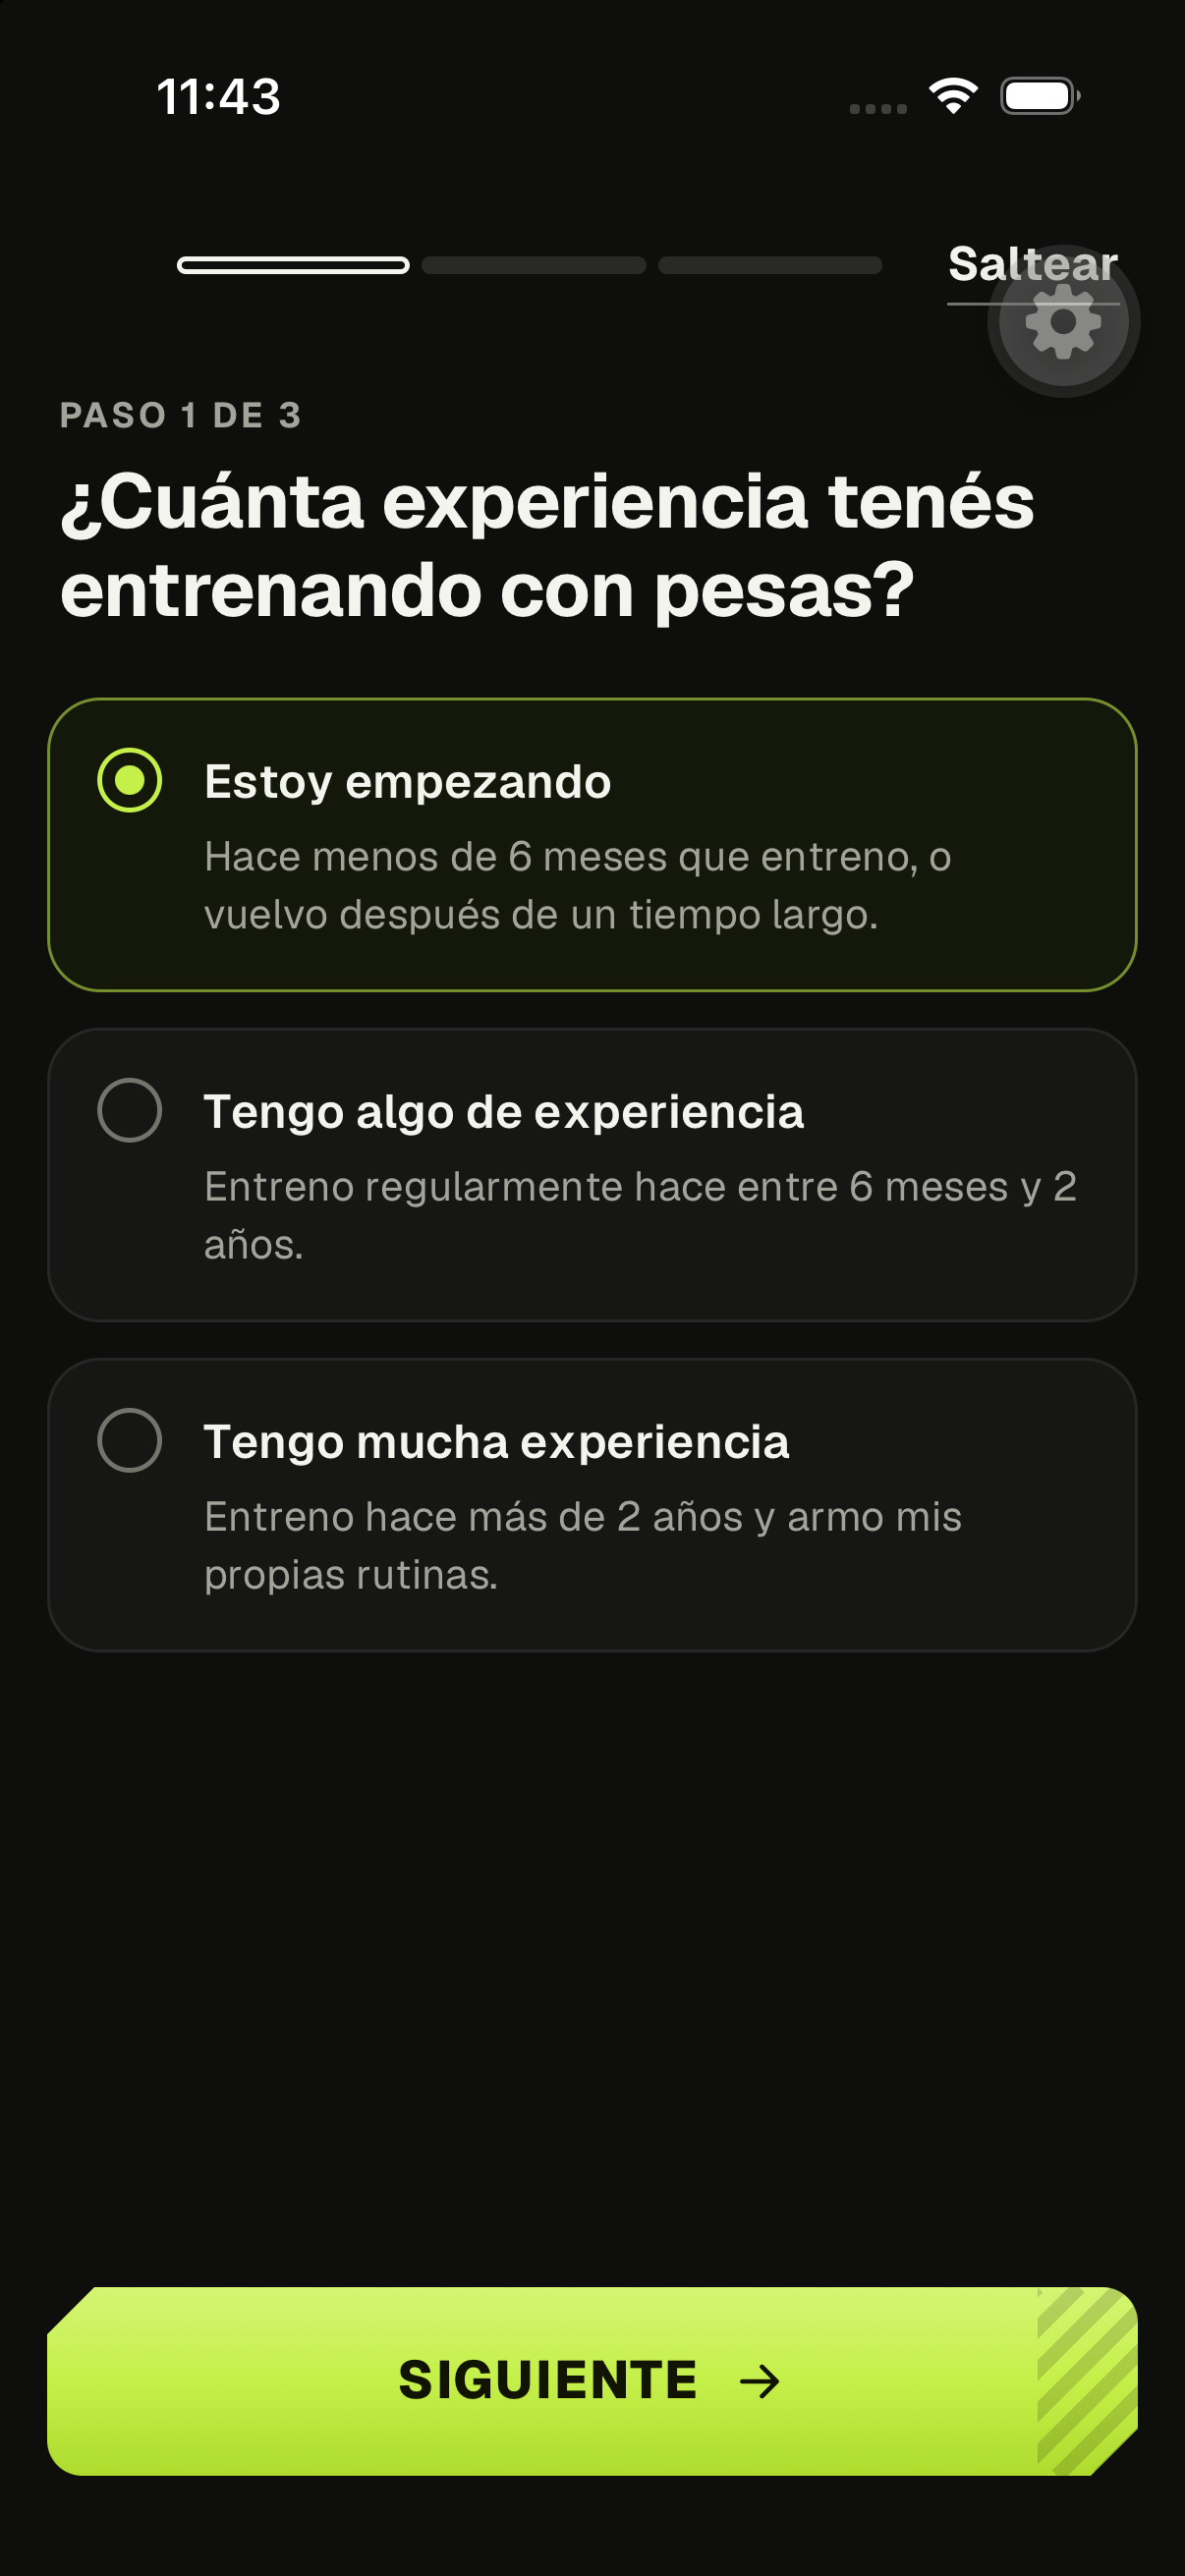 11:43
Saltear
PASO 1 DE 3
¿Cuánta experiencia tenés
entrenando con pesas?
Estoy empezando
Hace menos de 6 meses que entreno, o
vuelvo después de un tiempo largo.
Tengo algo de experiencia
Entreno regularmente hace entre 6 meses y 2
años.
Tengo mucha experiencia
Entreno hace más de 2 años y armo mis
propias rutinas.
SIGUIENTE →